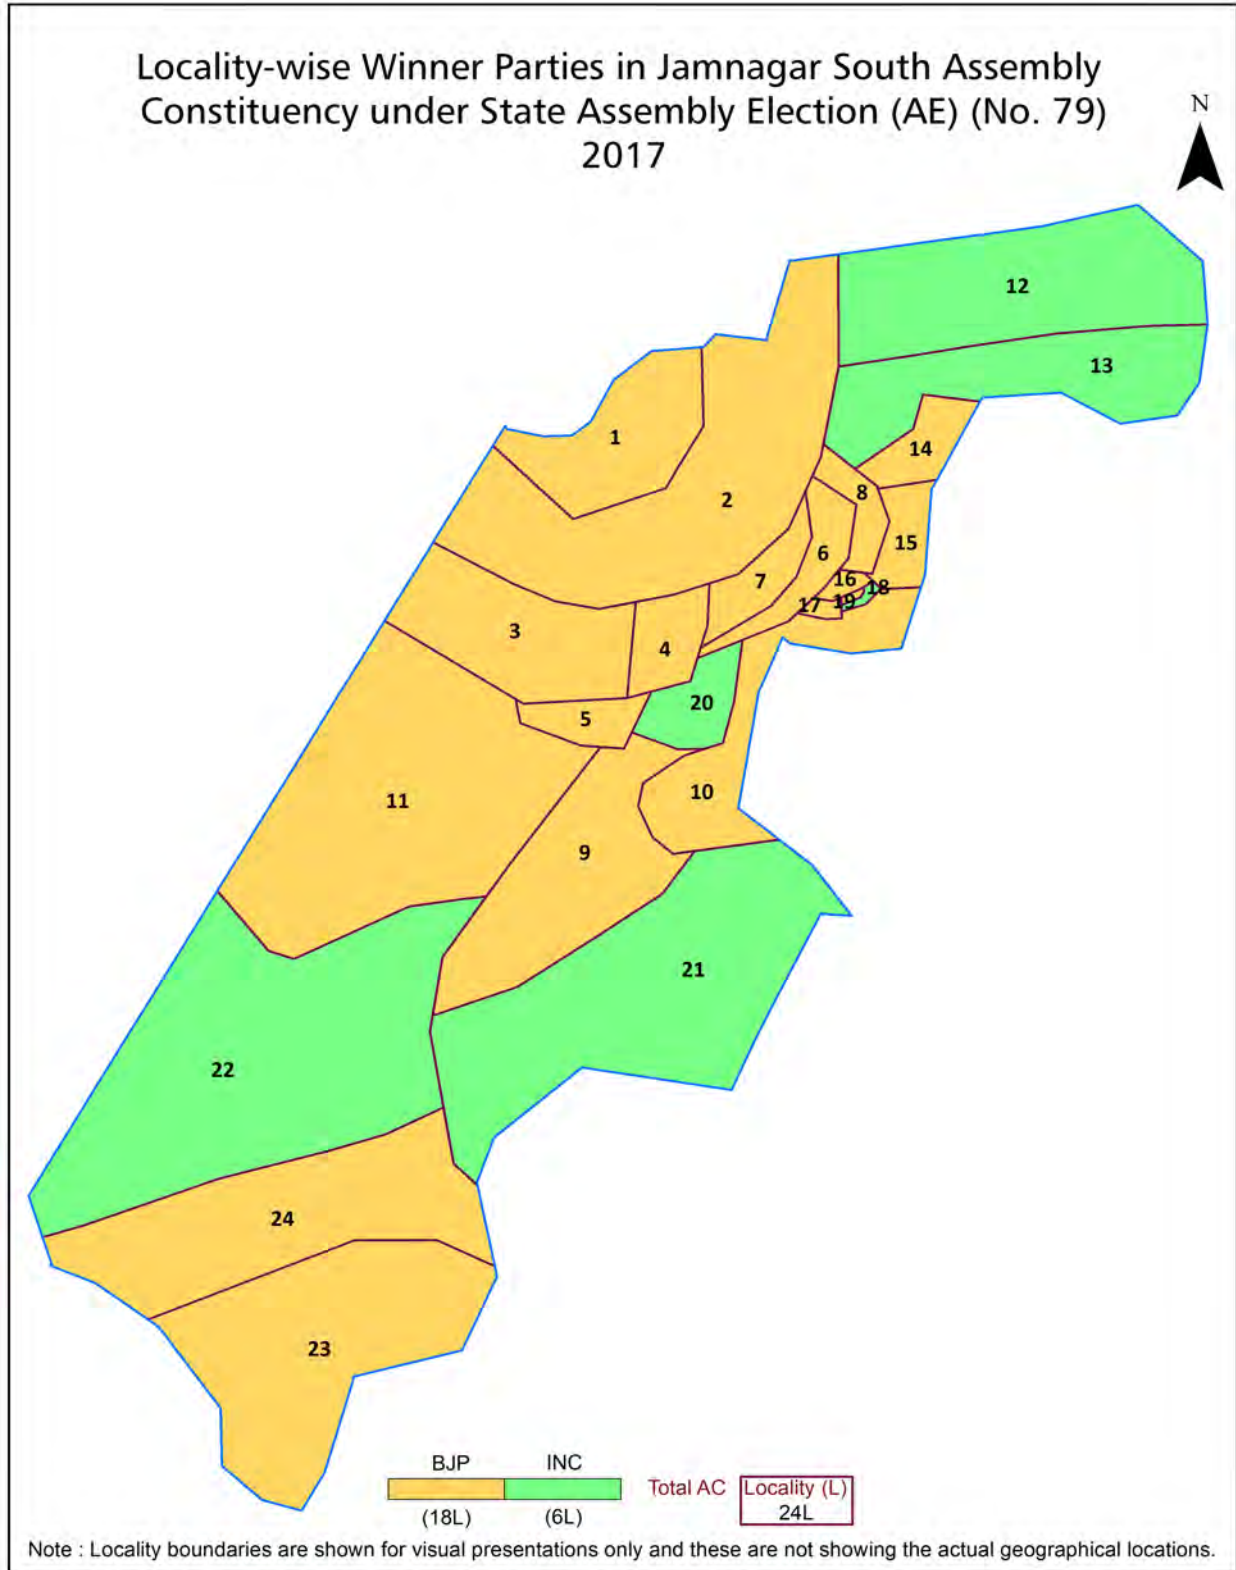 Locality-wise Winner Parties in Jamnagar South Assembly
Constituency under State Assembly Election (AE) (No. 79)
2017
N
12
13
1
14
8
2
15
6
7
16
18
19
17
3
4
20
5
10
11
9
21
22
24
23
BJP INC
Total AC
Locality (L)
24L
(18L) (6L)
Note : Locality boundaries are shown for visual presentations only and these are not showing the actual geographical locations.